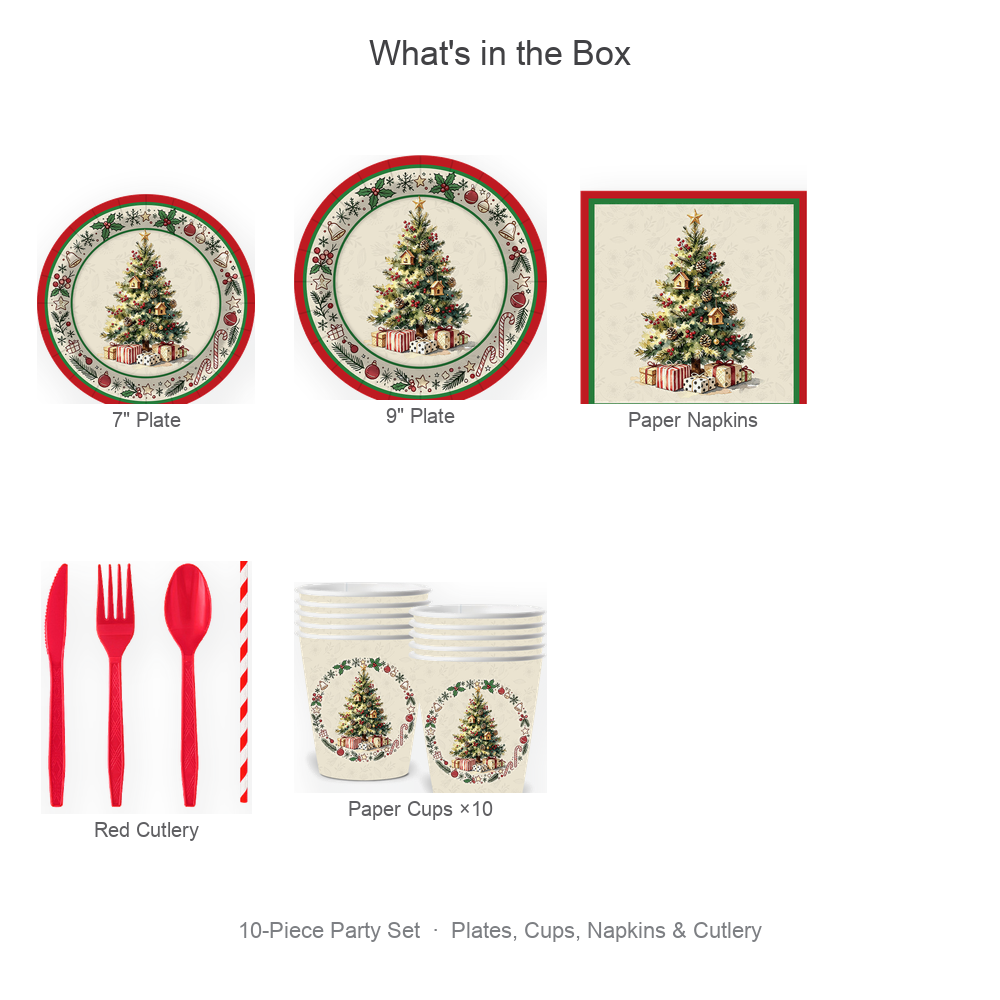 What's in the Box
7" Plate
9" Plate
Paper Napkins
Red Cutlery
Paper Cups ×10
10-Piece Party Set · Plates, Cups, Napkins & Cutlery